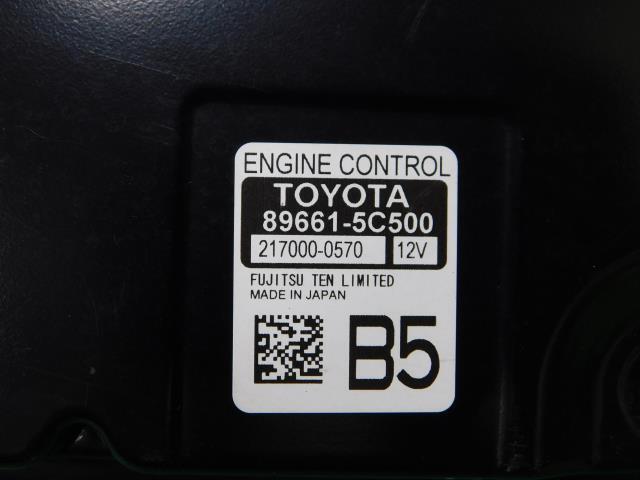 ENGINE CONTROL
TOYOTA
89661-5C500
217000-0570 12V
FUJITSU TEN LIMITED
MADE IN JAPAN
B5